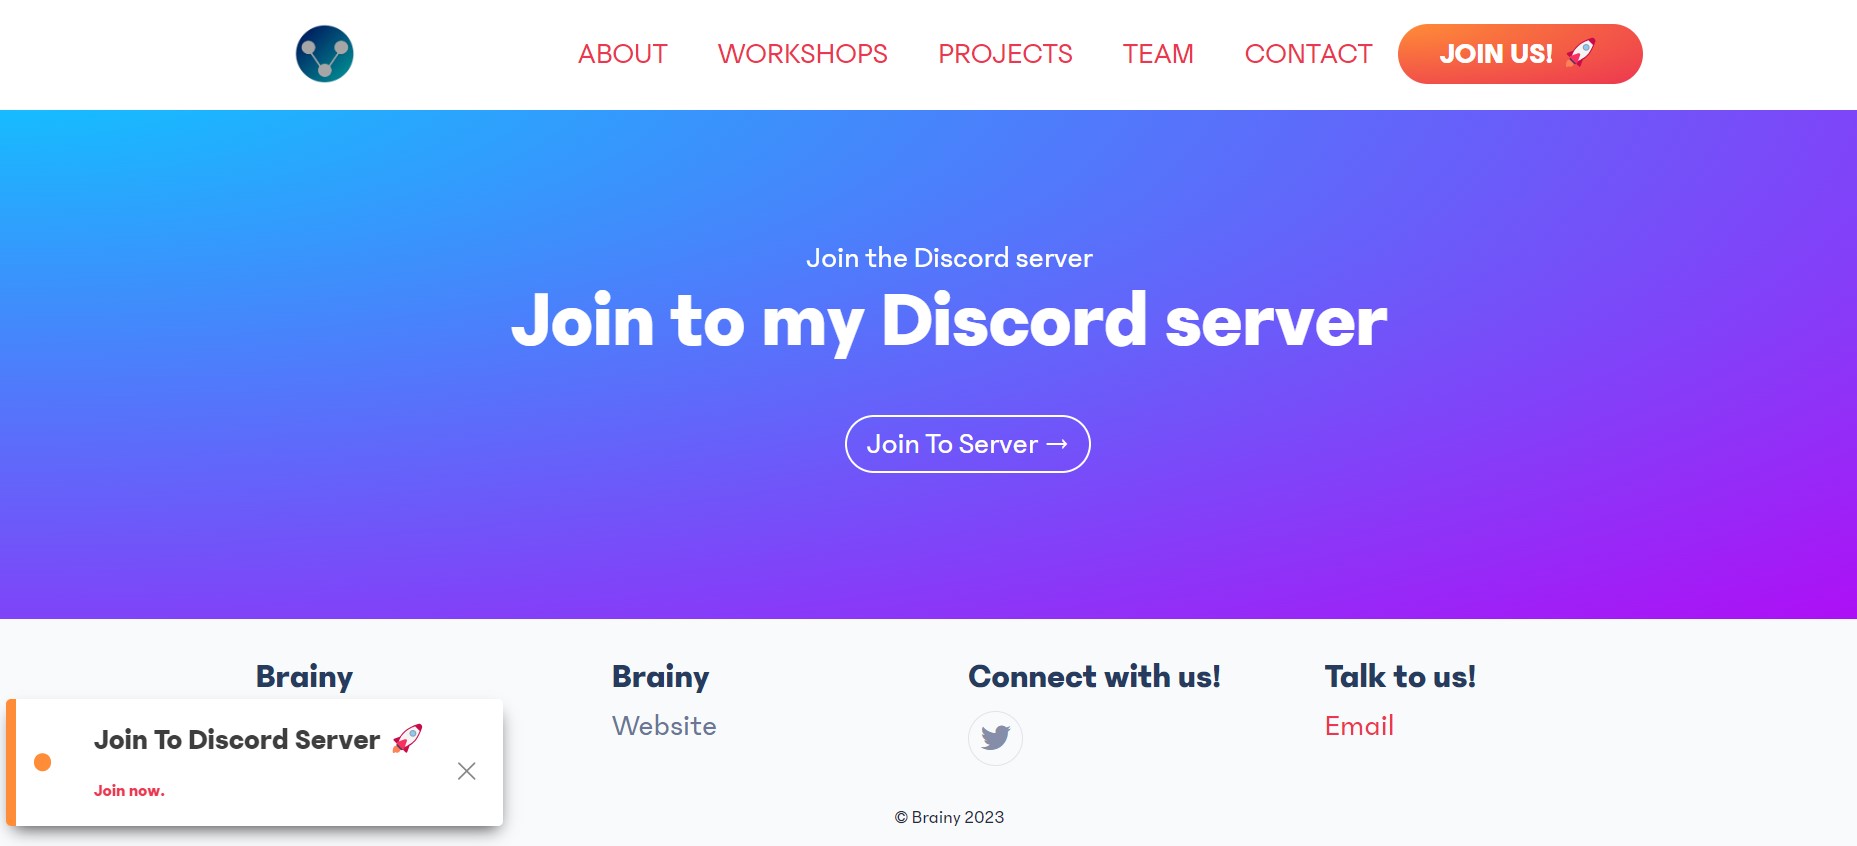 ABOUT WORKSHOPS PROJECTS TEAM CONTACT JOIN US! 🚀
Join the Discord server
Join to my Discord server
Join To Server →
Brainy
Brainy
Website
Connect with us!
Talk to us!
Email
Join To Discord Server 🚀
Join now.
© Brainy 2023